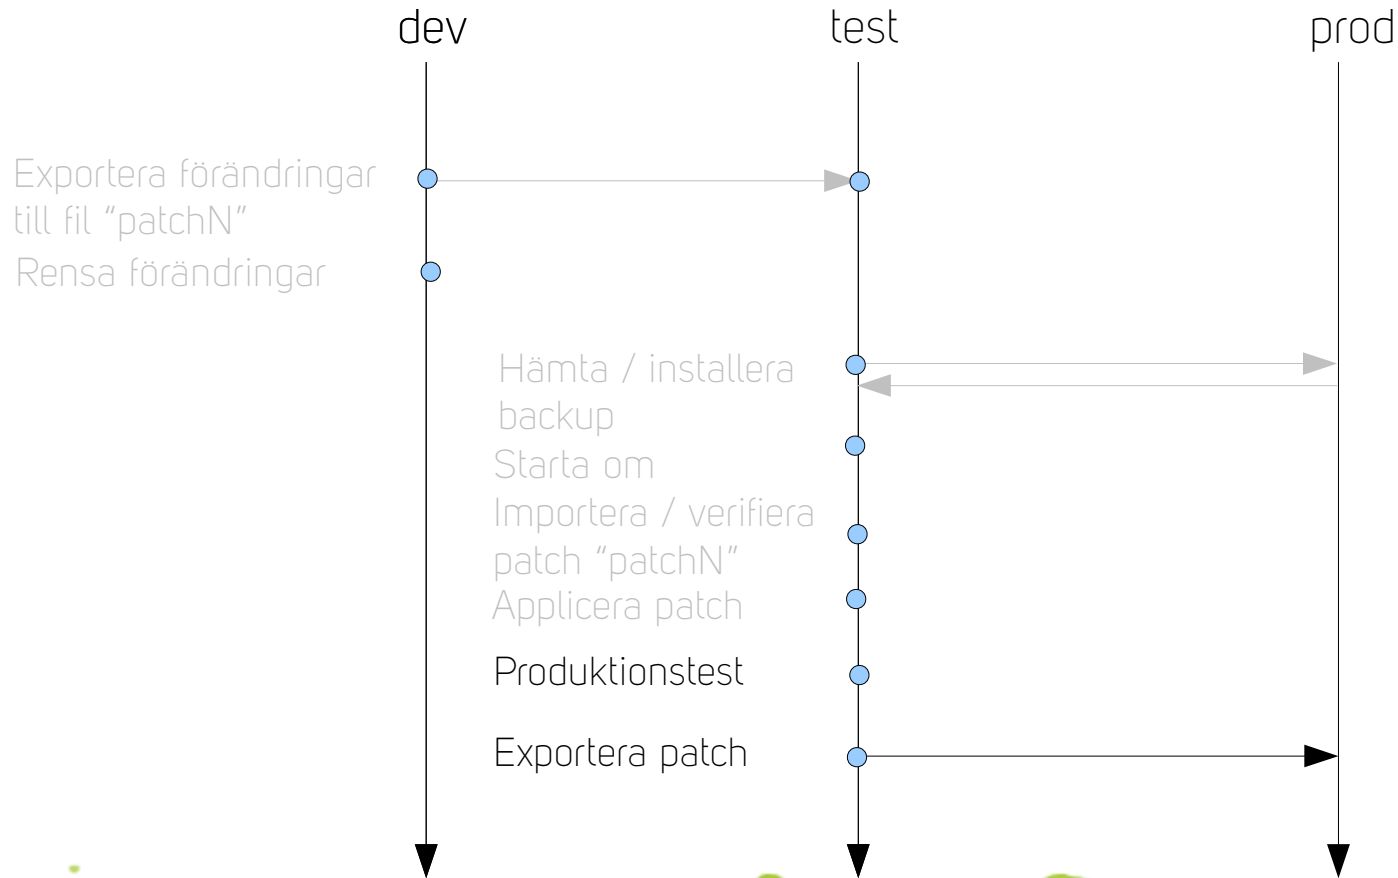 dev
test
prod
Exportera förändringar
till fil “patchN”
Rensa förändringar
Hämta / installera
backup
Starta om
Importera / verifiera
patch “patchN”
Applicera patch
Produktionstest
Exportera patch